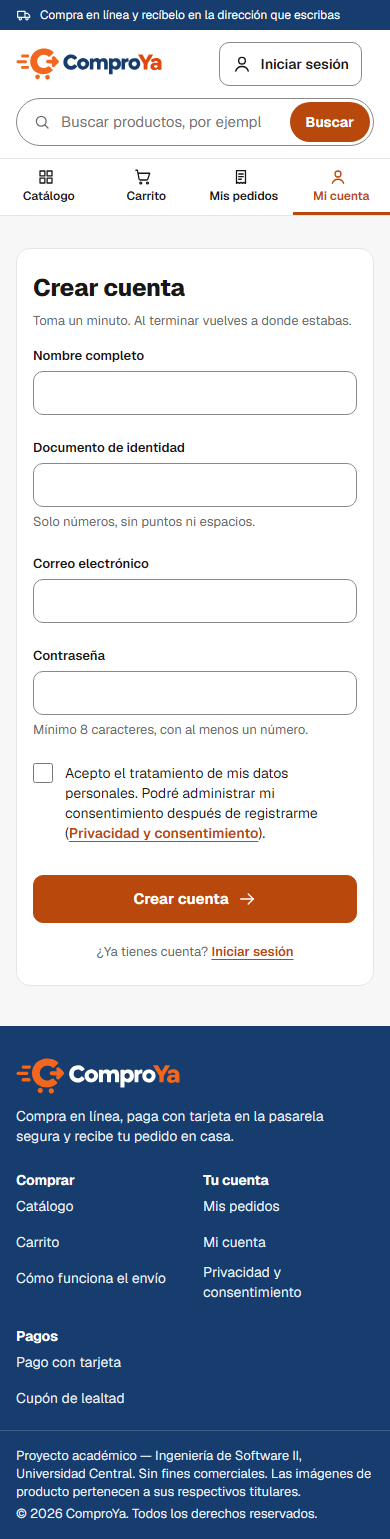 Compra en línea y recíbelo en la dirección que escribas
ComproYa
Iniciar sesión
Buscar productos, por ejempl
Buscar
Catálogo
Carrito
Mis pedidos
Mi cuenta
Crear cuenta
Toma un minuto. Al terminar vuelves a donde estabas.
Nombre completo
Documento de identidad
Solo números, sin puntos ni espacios.
Correo electrónico
Contraseña
Mínimo 8 caracteres, con al menos un número.
Acepto el tratamiento de mis datos
personales. Podré administrar mi
consentimiento después de registrarme
(Privacidad y consentimiento).
Crear cuenta
¿Ya tienes cuenta? Iniciar sesión
ComproYa
Compra en línea, paga con tarjeta en la pasarela
segura y recibe tu pedido en casa.
Comprar
Catálogo
Carrito
Cómo funciona el envío
Tu cuenta
Mis pedidos
Mi cuenta
Privacidad y
consentimiento
Pagos
Pago con tarjeta
Cupón de lealtad
Proyecto académico — Ingeniería de Software II,
Universidad Central. Sin fines comerciales. Las imágenes de
producto pertenecen a sus respectivos titulares.
© 2026 ComproYa. Todos los derechos reservados.